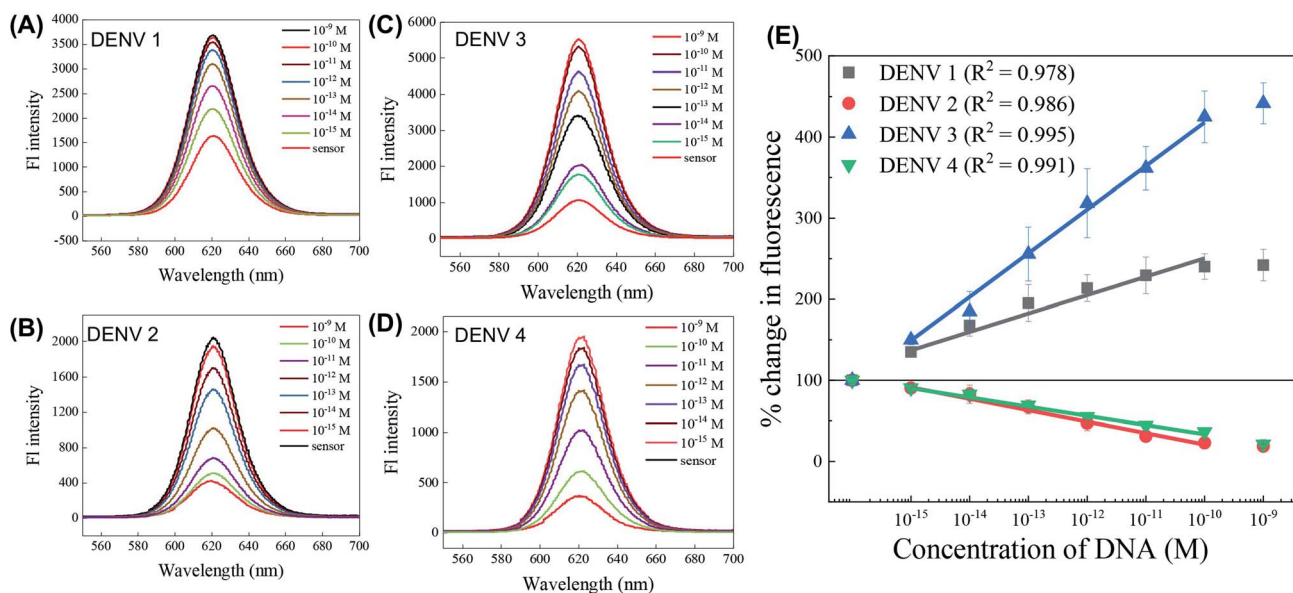 (A)
DENV 1
4000
3500
3000
2500
2000
1500
1000
500
0
-500
Fl intensity
560 580 600 620 640 660 680 700
Wavelength (nm)
10⁻⁹ M
10⁻¹⁰ M
10⁻¹¹ M
10⁻¹² M
10⁻¹³ M
10⁻¹⁴ M
10⁻¹⁵ M
sensor
(B)
DENV 2
2000
1600
1200
800
400
0
Fl intensity
560 580 600 620 640 660 680 700
Wavelength (nm)
10⁻⁹ M
10⁻¹⁰ M
10⁻¹¹ M
10⁻¹² M
10⁻¹³ M
10⁻¹⁴ M
10⁻¹⁵ M
sensor
(C)
DENV 3
6000
5000
4000
3000
2000
1000
0
Fl intensity
560 580 600 620 640 660 680 700
Wavelength (nm)
10⁻⁹ M
10⁻¹⁰ M
10⁻¹¹ M
10⁻¹² M
10⁻¹³ M
10⁻¹⁴ M
10⁻¹⁵ M
sensor
(D)
DENV 4
2000
1500
1000
500
0
Fl intensity
560 580 600 620 640 660 680 700
Wavelength (nm)
10⁻⁹ M
10⁻¹⁰ M
10⁻¹¹ M
10⁻¹² M
10⁻¹³ M
10⁻¹⁴ M
10⁻¹⁵ M
sensor
(E)
500
400
300
200
100
0
% change in fluorescence
DENV 1 (R² = 0.978)
DENV 2 (R² = 0.986)
DENV 3 (R² = 0.995)
DENV 4 (R² = 0.991)
10⁻¹⁵ 10⁻¹⁴ 10⁻¹³ 10⁻¹² 10⁻¹¹ 10⁻¹⁰ 10⁻⁹
Concentration of DNA (M)